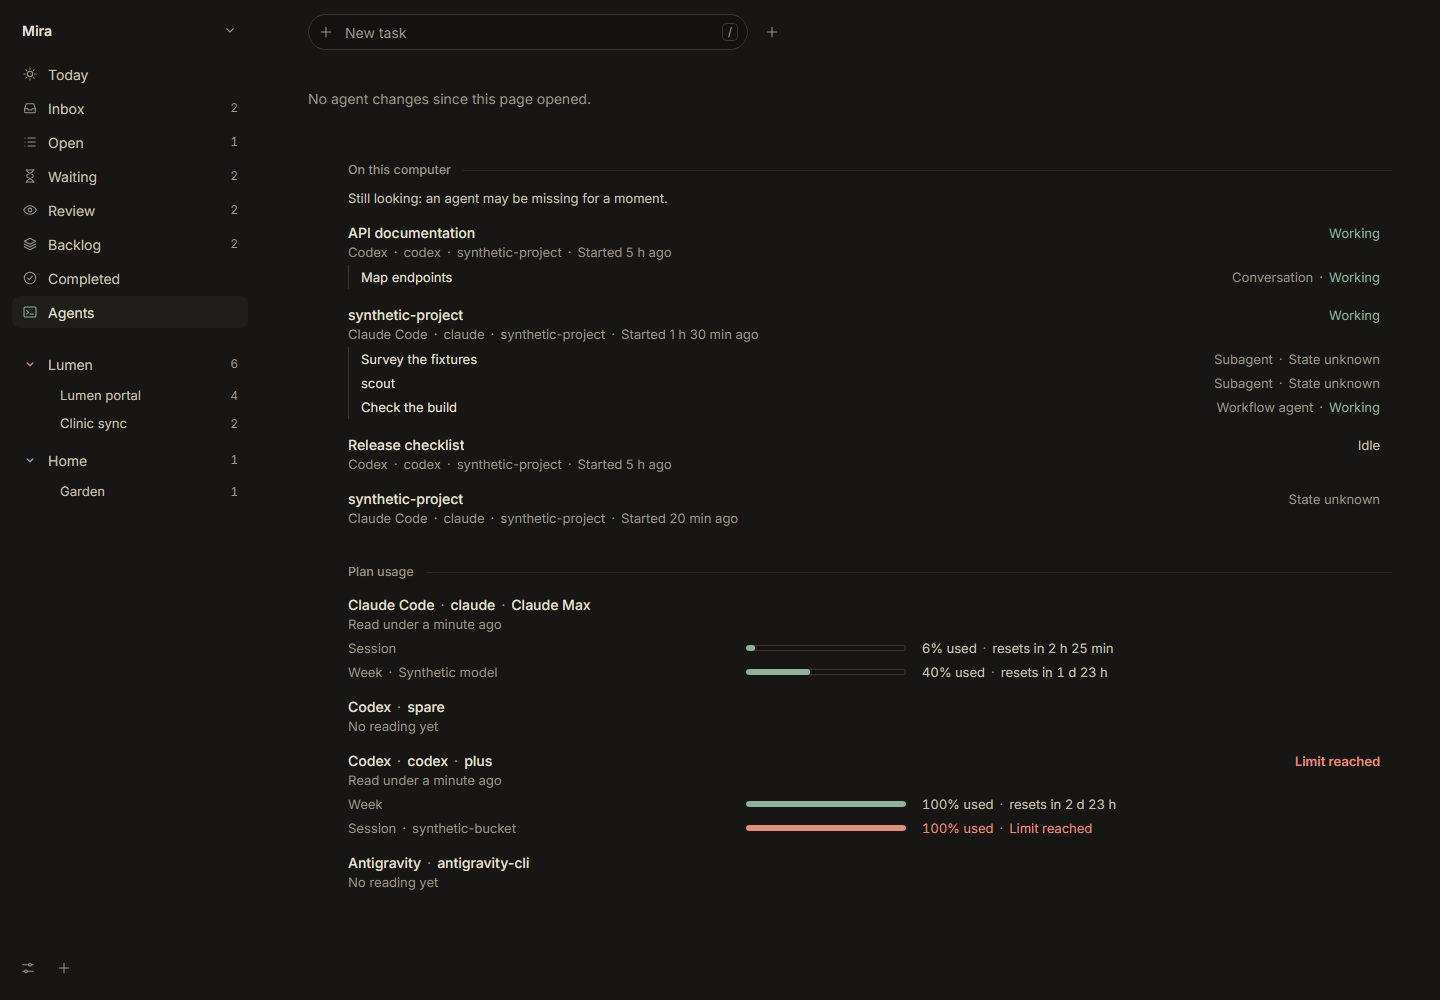 Mira
Today
Inbox 2
Open 1
Waiting 2
Review 2
Backlog 2
Completed
Agents
Lumen 6
Lumen portal 4
Clinic sync 2
Home 1
Garden 1
New task /
No agent changes since this page opened.
On this computer
Still looking: an agent may be missing for a moment.
API documentation Working
Codex · codex · synthetic-project · Started 5 h ago
Map endpoints Conversation · Working
synthetic-project Working
Claude Code · claude · synthetic-project · Started 1 h 30 min ago
Survey the fixtures Subagent · State unknown
scout Subagent · State unknown
Check the build Workflow agent · Working
Release checklist Idle
Codex · codex · synthetic-project · Started 5 h ago
synthetic-project State unknown
Claude Code · claude · synthetic-project · Started 20 min ago
Plan usage
Claude Code · claude · Claude Max
Read under a minute ago
Session 6% used · resets in 2 h 25 min
Week · Synthetic model 40% used · resets in 1 d 23 h
Codex · spare
No reading yet
Codex · codex · plus Limit reached
Read under a minute ago
Week 100% used · resets in 2 d 23 h
Session · synthetic-bucket 100% used · Limit reached
Antigravity · antigravity-cli
No reading yet